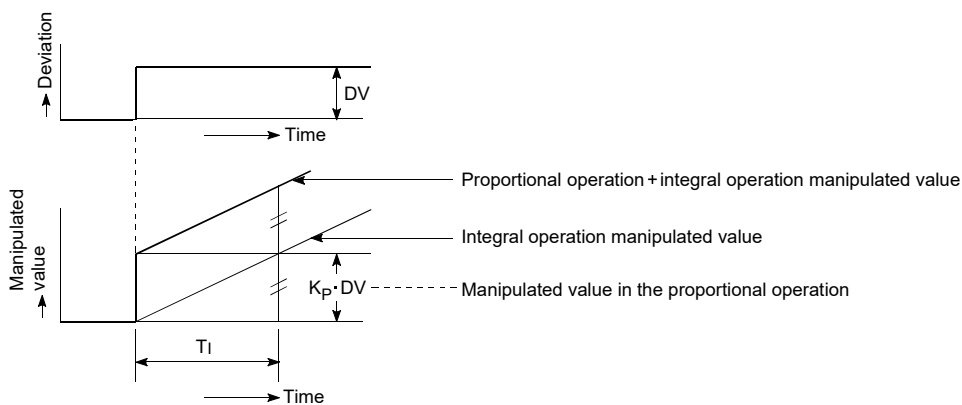 Deviation
DV
Time
Proportional operation + integral operation manipulated value
Manipulated
value
Integral operation manipulated value
KP·DV
Manipulated value in the proportional operation
TI
Time